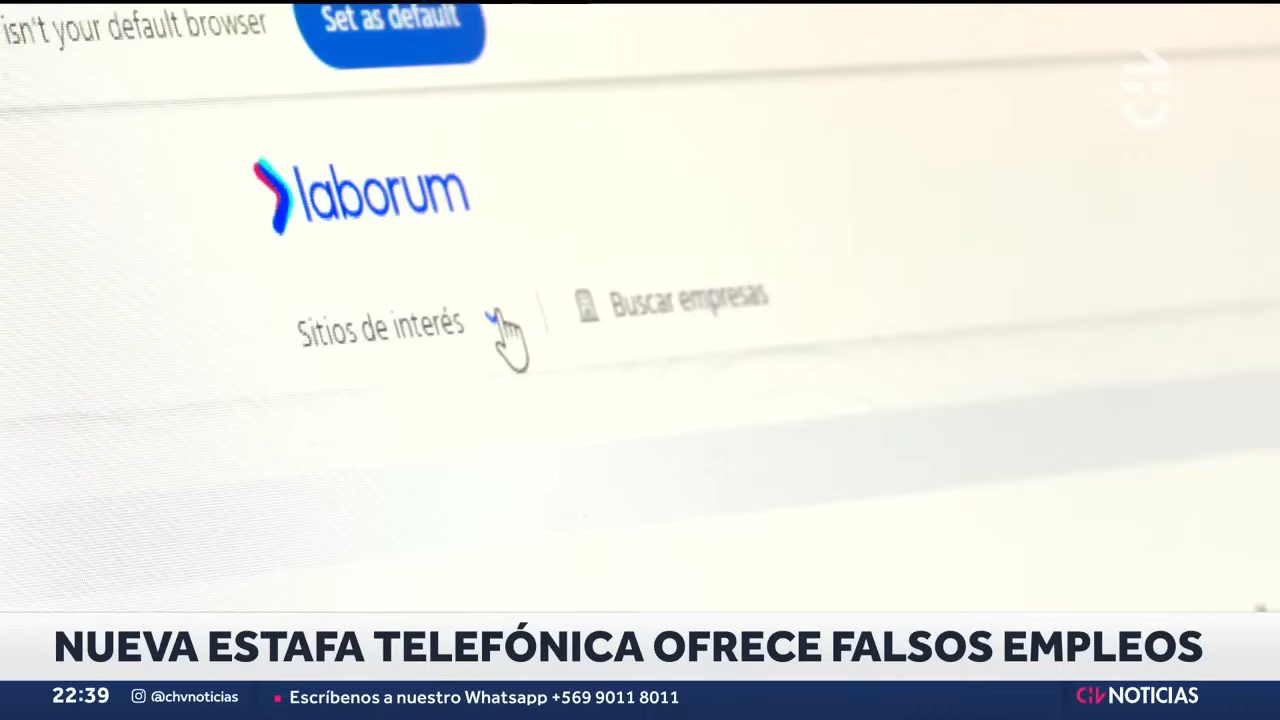 isn't your default browser
Set as default
CHV
laborum
Sitios de interés
Buscar empresas
NUEVA ESTAFA TELEFÓNICA OFRECE FALSOS EMPLEOS
22:39
@chvnoticias
Escríbenos a nuestro Whatsapp +569 9011 8011
CHV NOTICIAS